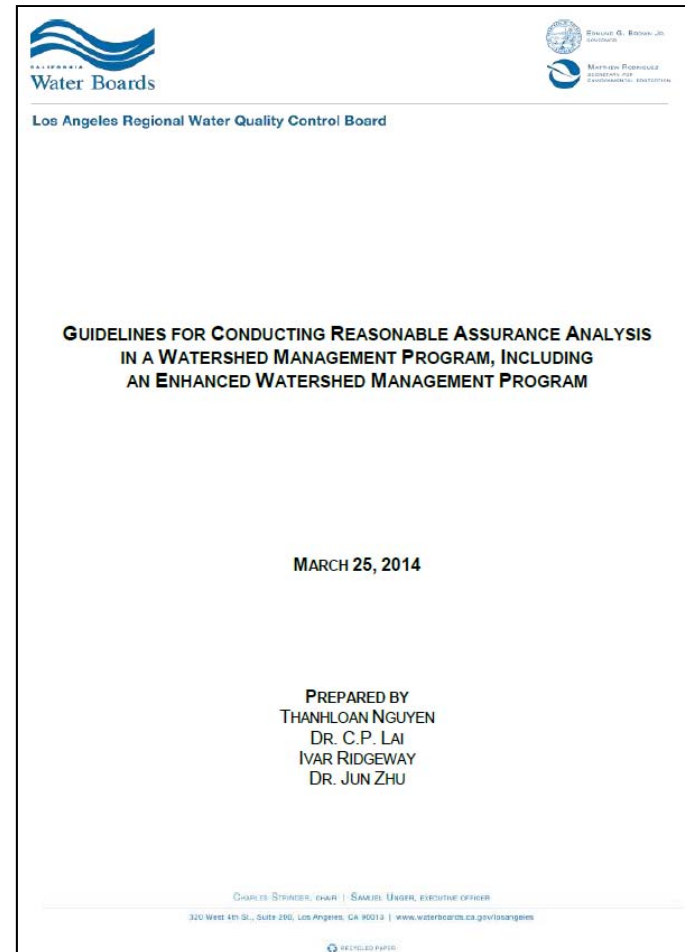 CALIFORNIA
Water Boards
EDMUND G. BROWN JR.
GOVERNOR
MATTHEW RODRIQUEZ
SECRETARY FOR
ENVIRONMENTAL PROTECTION
Los Angeles Regional Water Quality Control Board
GUIDELINES FOR CONDUCTING REASONABLE ASSURANCE ANALYSIS
IN A WATERSHED MANAGEMENT PROGRAM, INCLUDING
AN ENHANCED WATERSHED MANAGEMENT PROGRAM
MARCH 25, 2014
PREPARED BY
THANHLOAN NGUYEN
DR. C.P. LAI
IVAR RIDGEWAY
DR. JUN ZHU
CHARLES STRINGER, CHAIR | SAMUEL UNGER, EXECUTIVE OFFICER
320 West 4th St., Suite 200, Los Angeles, CA 90013 | www.waterboards.ca.gov/losangeles
RECYCLED PAPER